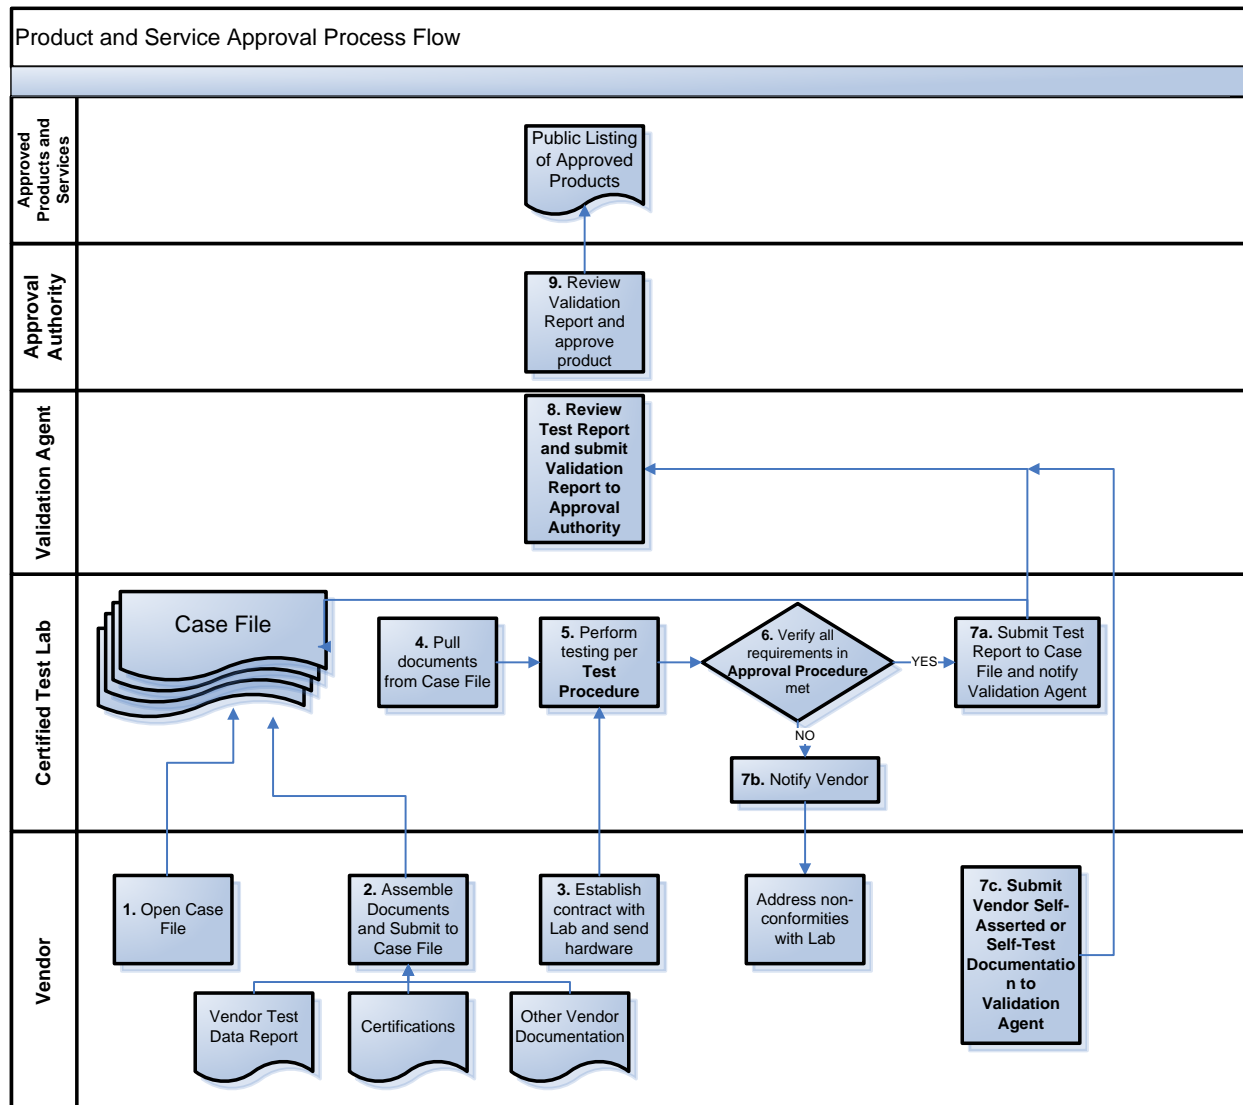 Product and Service Approval Process Flow
Approved
Products and
Services
Public Listing
of Approved
Products
Approval
Authority
9. Review
Validation
Report and
approve
product
Validation Agent
8. Review
Test Report
and submit
Validation
Report to
Approval
Authority
Certified Test Lab
Case File
4. Pull
documents
from Case File
5. Perform
testing per
Test
Procedure
6. Verify all
requirements in
Approval Procedure
met
YES
NO
7a. Submit Test
Report to Case
File and notify
Validation Agent
7b. Notify Vendor
Vendor
1. Open Case
File
2. Assemble
Documents
and Submit to
Case File
3. Establish
contract with
Lab and send
hardware
Address non-
conformities
with Lab
7c. Submit
Vendor Self-
Asserted or
Self-Test
Documentatio
n to
Validation
Agent
Vendor Test
Data Report
Certifications
Other Vendor
Documentation